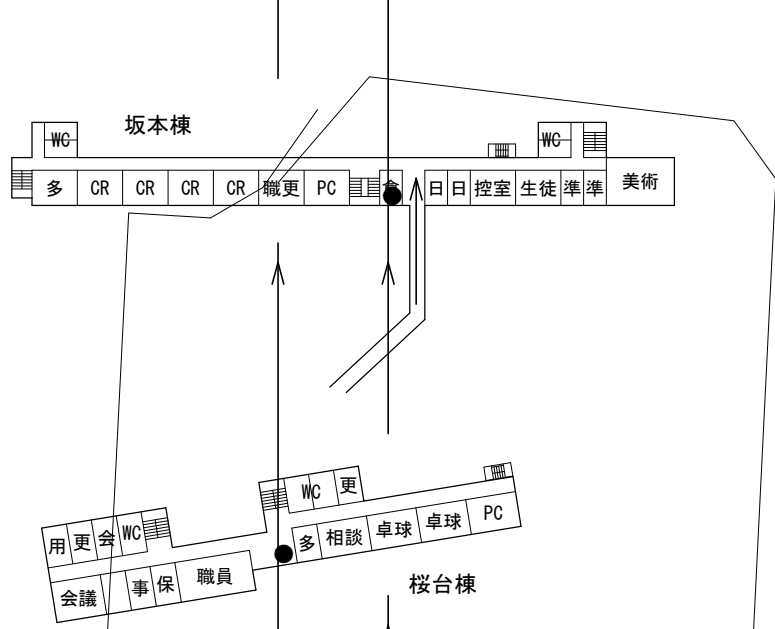 坂本棟
WC
WC
多 CR CR CR CR 職更 PC 倉 日 日 控室 生徒 準 準 美術
WC 更
用 更 会 WC
多 相談 卓球 卓球 PC
会議 事 保 職員
桜台棟